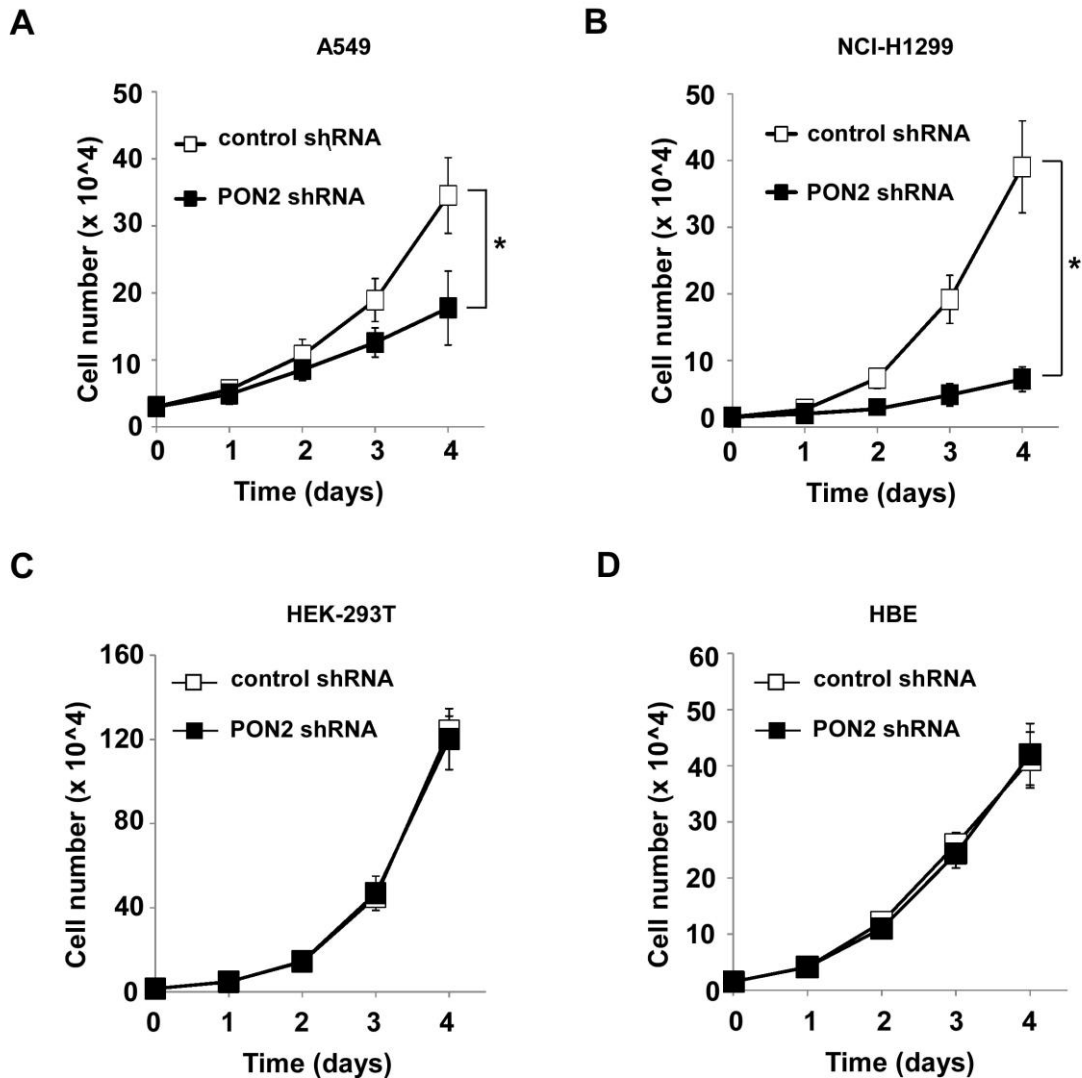 A
A549
50
40
30
20
10
0
Cell number (x 10^4)
control shRNA
PON2 shRNA
*
0 1 2 3 4
Time (days)
B
NCI-H1299
50
40
30
20
10
0
Cell number (x 10^4)
control shRNA
PON2 shRNA
*
0 1 2 3 4
Time (days)
C
HEK-293T
160
120
80
40
0
Cell number (x 10^4)
control shRNA
PON2 shRNA
0 1 2 3 4
Time (days)
D
HBE
60
50
40
30
20
10
0
Cell number (x 10^4)
control shRNA
PON2 shRNA
0 1 2 3 4
Time (days)